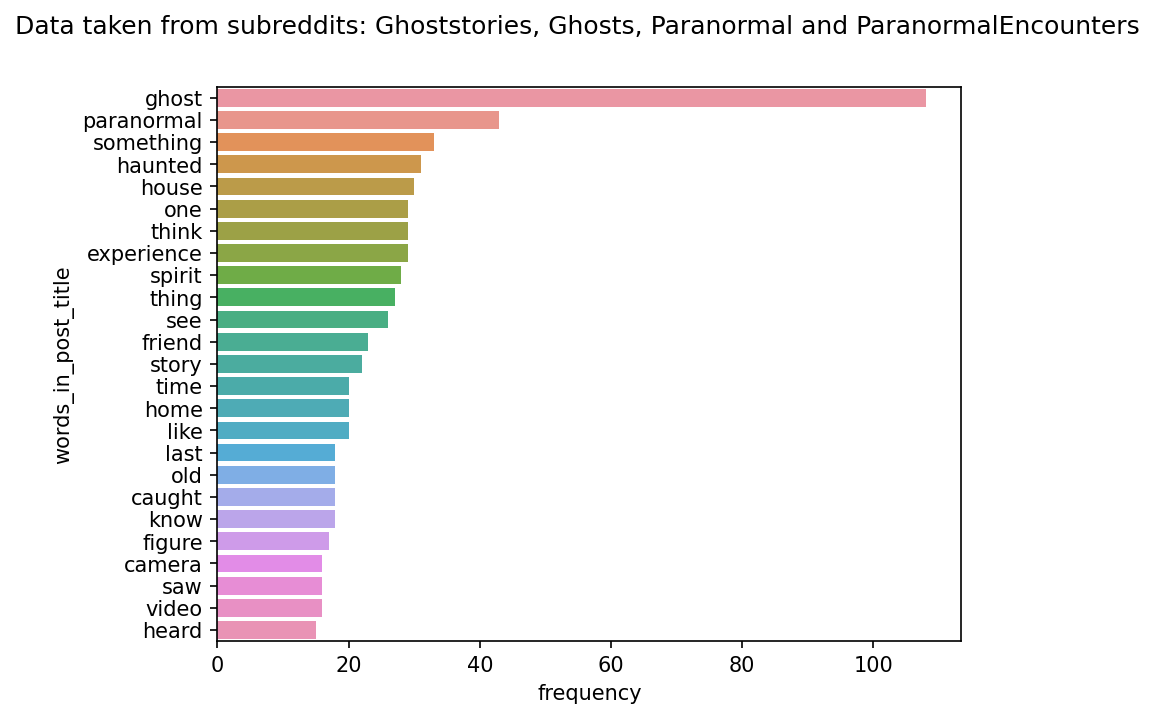 Data taken from subreddits: Ghoststories, Ghosts, Paranormal and ParanormalEncounters
ghost
paranormal
something
haunted
house
one
think
experience
spirit
thing
see
friend
story
time
home
like
last
old
caught
know
figure
camera
saw
video
heard
words_in_post_title
0 20 40 60 80 100
frequency